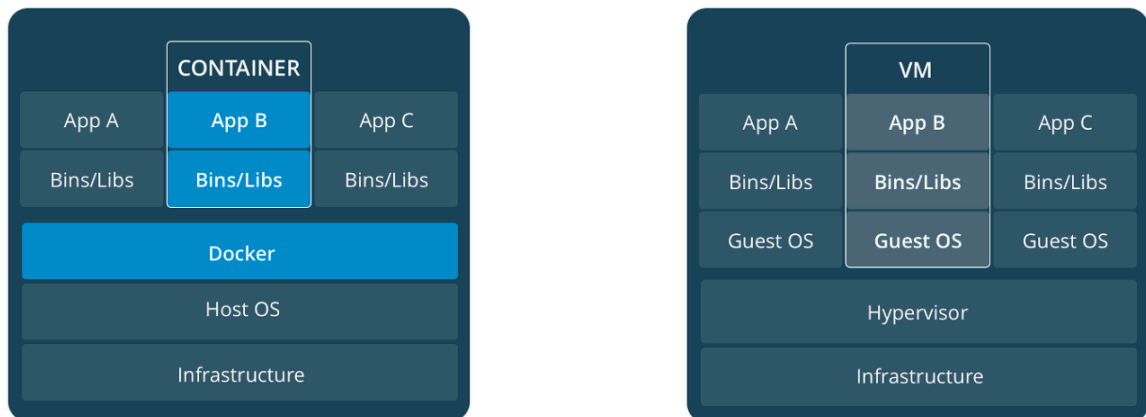 CONTAINER
App A App B App C
Bins/Libs Bins/Libs Bins/Libs
Docker
Host OS
Infrastructure
VM
App A App B App C
Bins/Libs Bins/Libs Bins/Libs
Guest OS Guest OS Guest OS
Hypervisor
Infrastructure